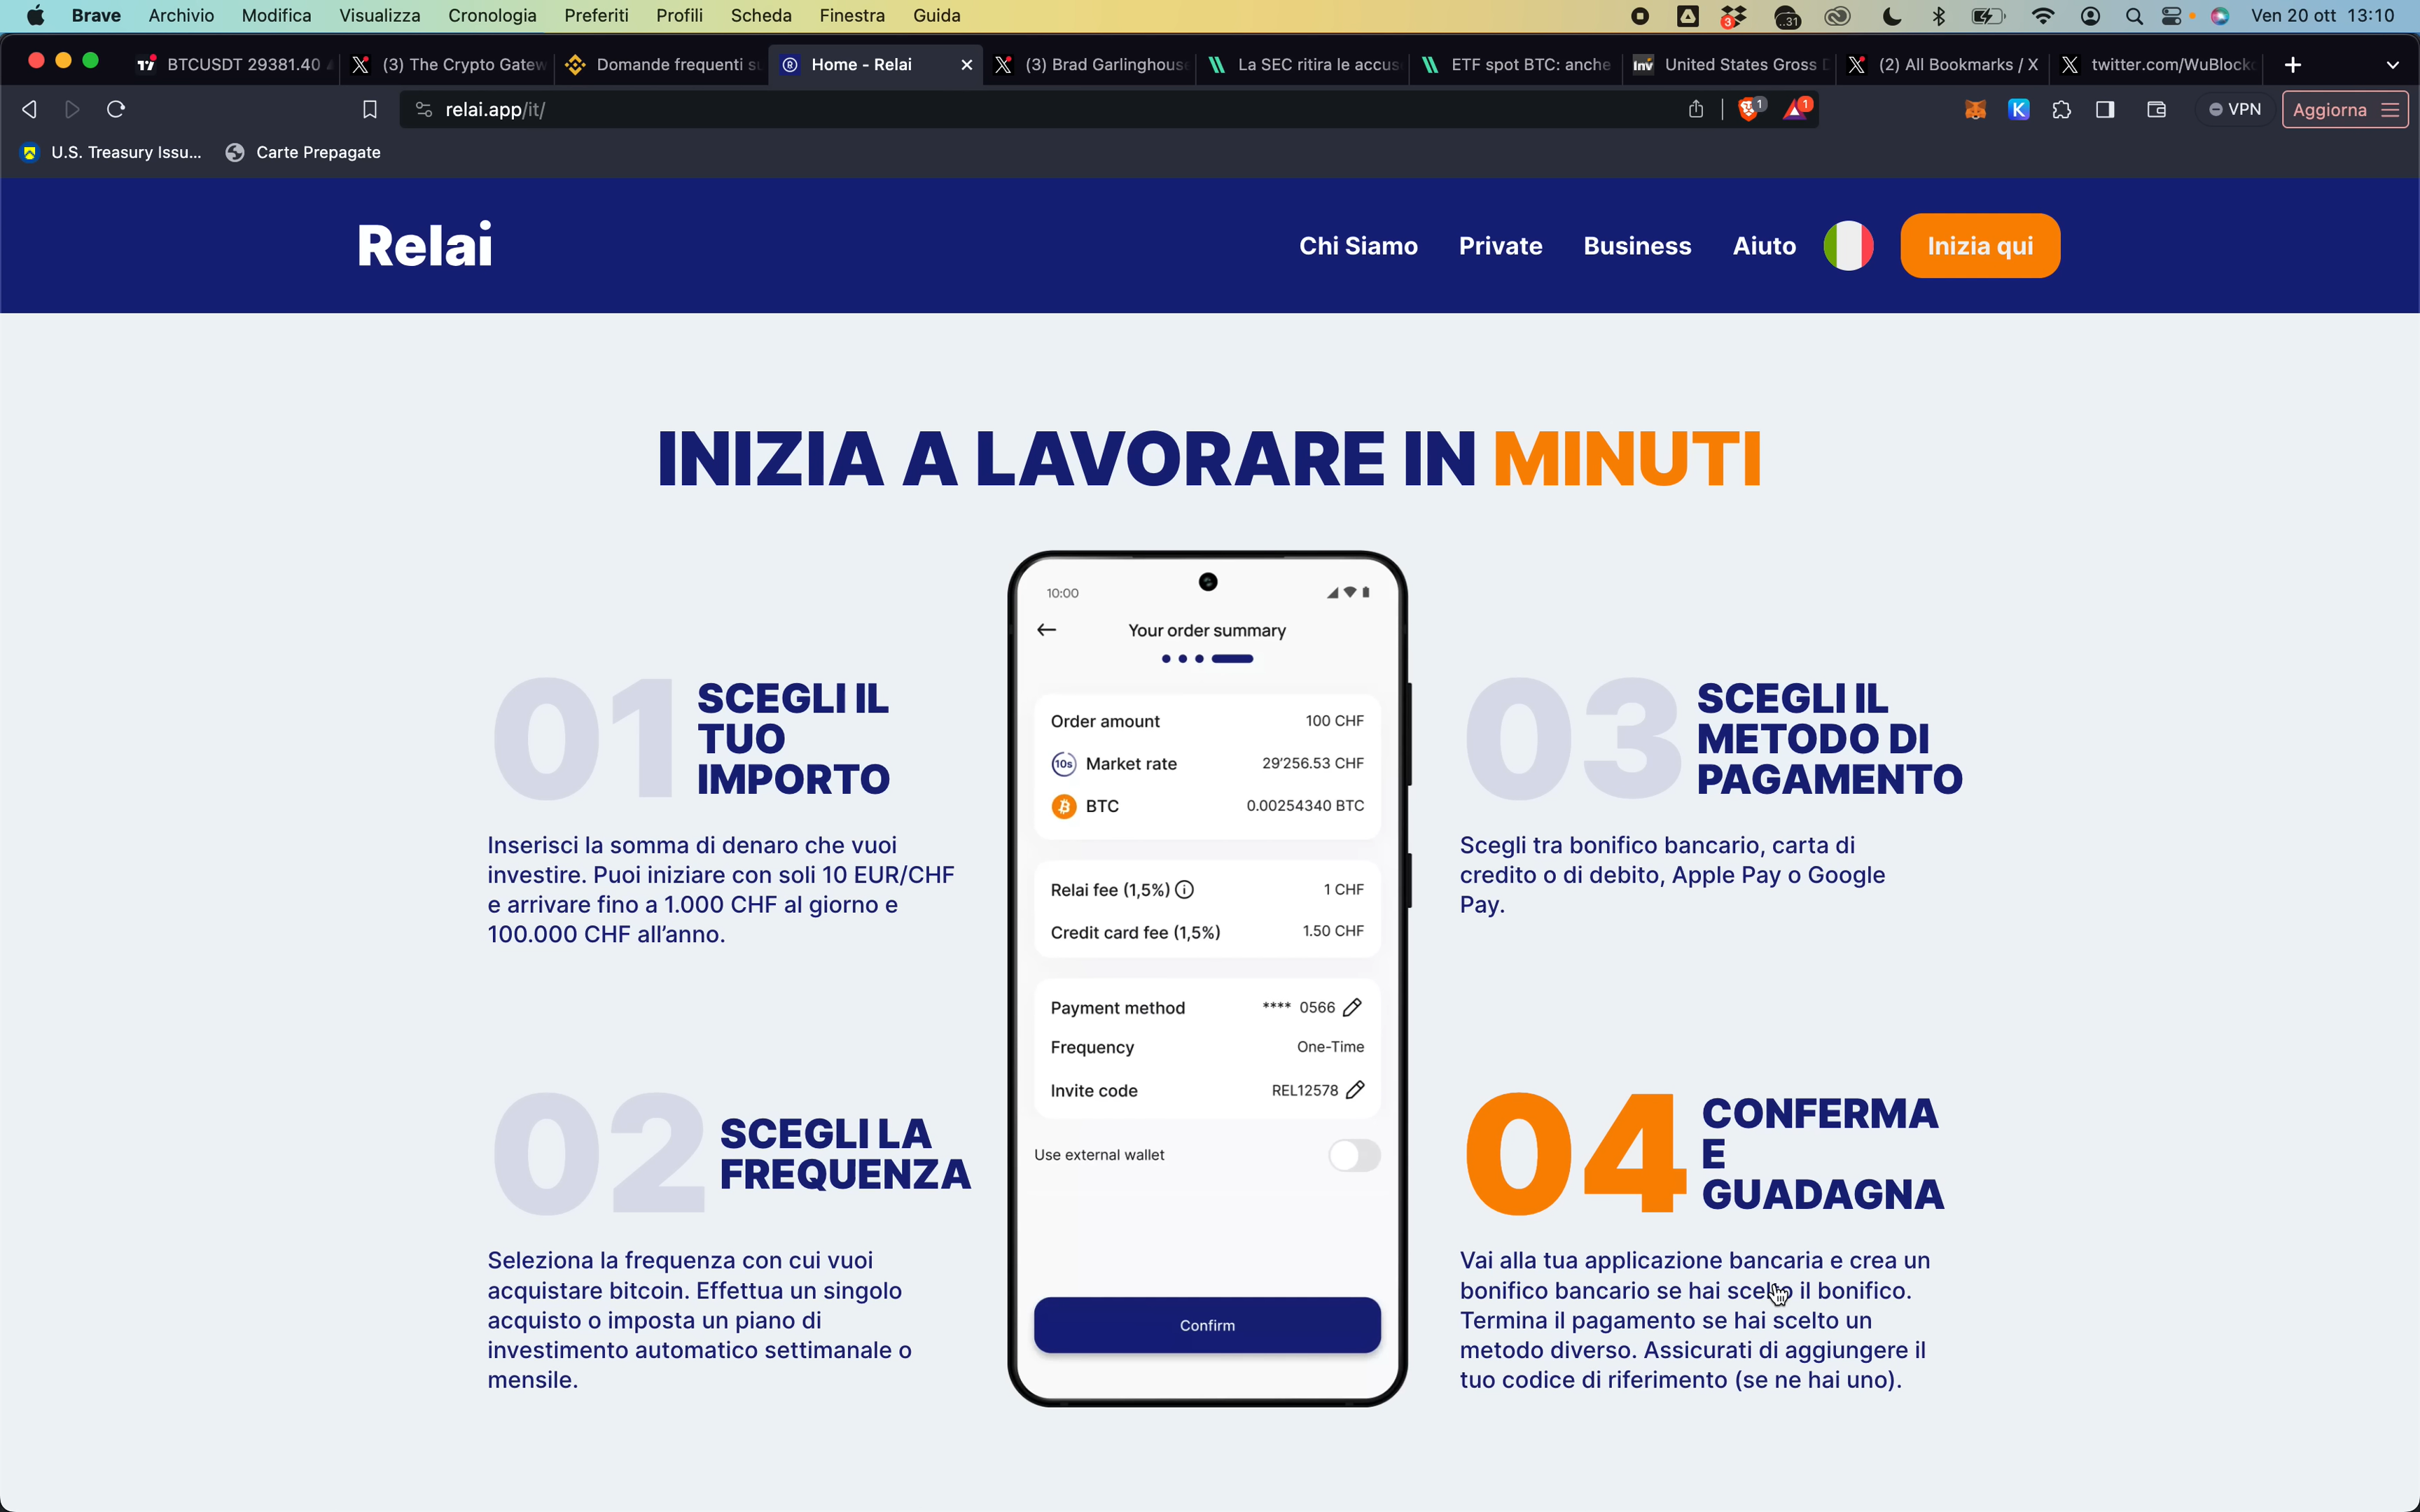 Brave Archivio Modifica Visualizza Cronologia Preferiti Profili Scheda Finestra Guida
3 ..31 Ven 20 ott 13:10
BTCUSDT 29381.40 (3) The Crypto Gatew Domande frequenti su Home - Relai (3) Brad Garlinghouse La SEC ritira le accus ETF spot BTC: anche Inv United States Gross D (2) All Bookmarks / X twitter.com/WuBlockc
relai.app/it/ 1 1 K VPN Aggiorna
U.S. Treasury Issu... Carte Prepagate
Relai
Chi Siamo Private Business Aiuto Inizia qui
INIZIA A LAVORARE IN MINUTI
01 SCEGLI IL
TUO
IMPORTO
Inserisci la somma di denaro che vuoi
investire. Puoi iniziare con soli 10 EUR/CHF
e arrivare fino a 1.000 CHF al giorno e
100.000 CHF all’anno.
02 SCEGLI LA
FREQUENZA
Seleziona la frequenza con cui vuoi
acquistare bitcoin. Effettua un singolo
acquisto o imposta un piano di
investimento automatico settimanale o
mensile.
10:00
Your order summary
Order amount 100 CHF
10s Market rate 29'256.53 CHF
BTC 0.00254340 BTC
Relai fee (1,5%) 1 CHF
Credit card fee (1,5%) 1.50 CHF
Payment method **** 0566
Frequency One-Time
Invite code REL12578
Use external wallet
Confirm
03 SCEGLI IL
METODO DI
PAGAMENTO
Scegli tra bonifico bancario, carta di
credito o di debito, Apple Pay o Google
Pay.
04 CONFERMA
E
GUADAGNA
Vai alla tua applicazione bancaria e crea un
bonifico bancario se hai scelto il bonifico.
Termina il pagamento se hai scelto un
metodo diverso. Assicurati di aggiungere il
tuo codice di riferimento (se ne hai uno).